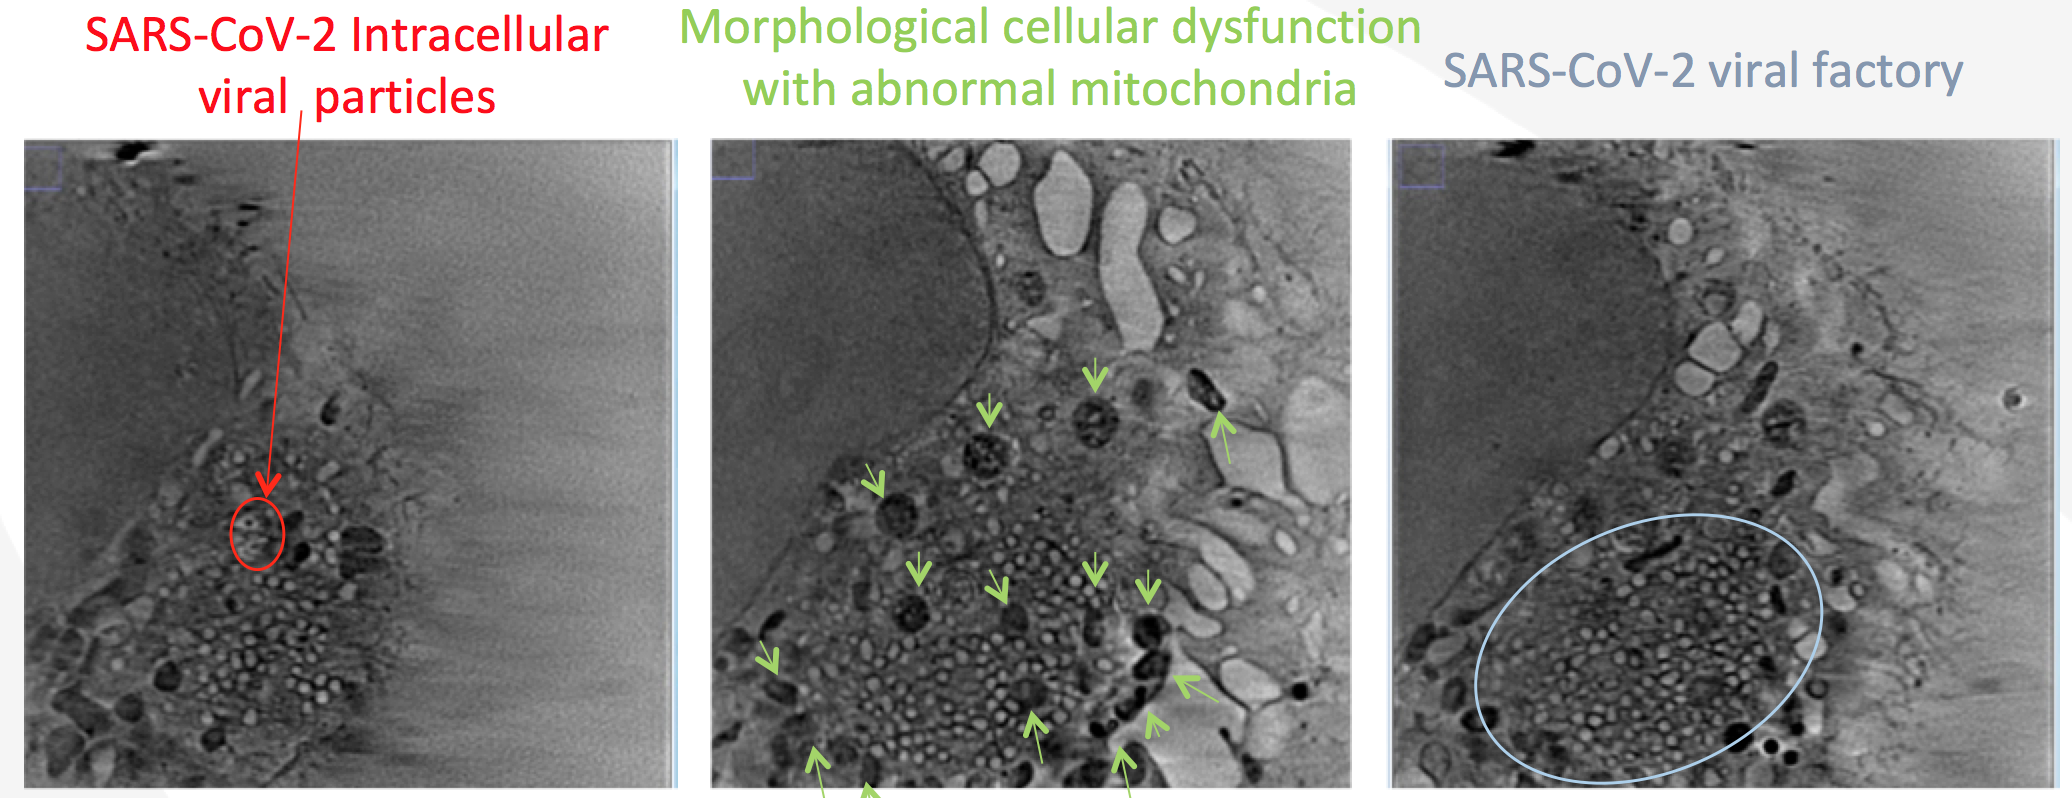 SARS-CoV-2 Intracellular
viral particles
Morphological cellular dysfunction
with abnormal mitochondria
SARS-CoV-2 viral factory